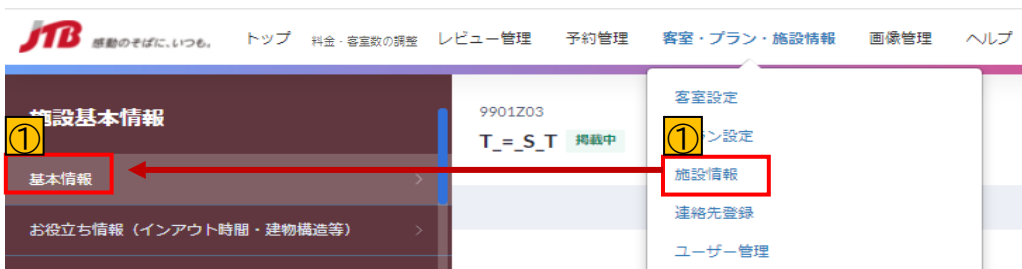 JTB 感動のそばに、いつも。 トップ 料金・客室数の調整 レビュー管理 予約管理 客室・プラン・施設情報 画像管理 ヘルプ
施設基本情報
①
基本情報
お役立ち情報（インアウト時間・建物構造等）
9901Z03
T_=_S_T 掲載中
客室設定
①
ラン設定
施設情報
連絡先登録
ユーザー管理